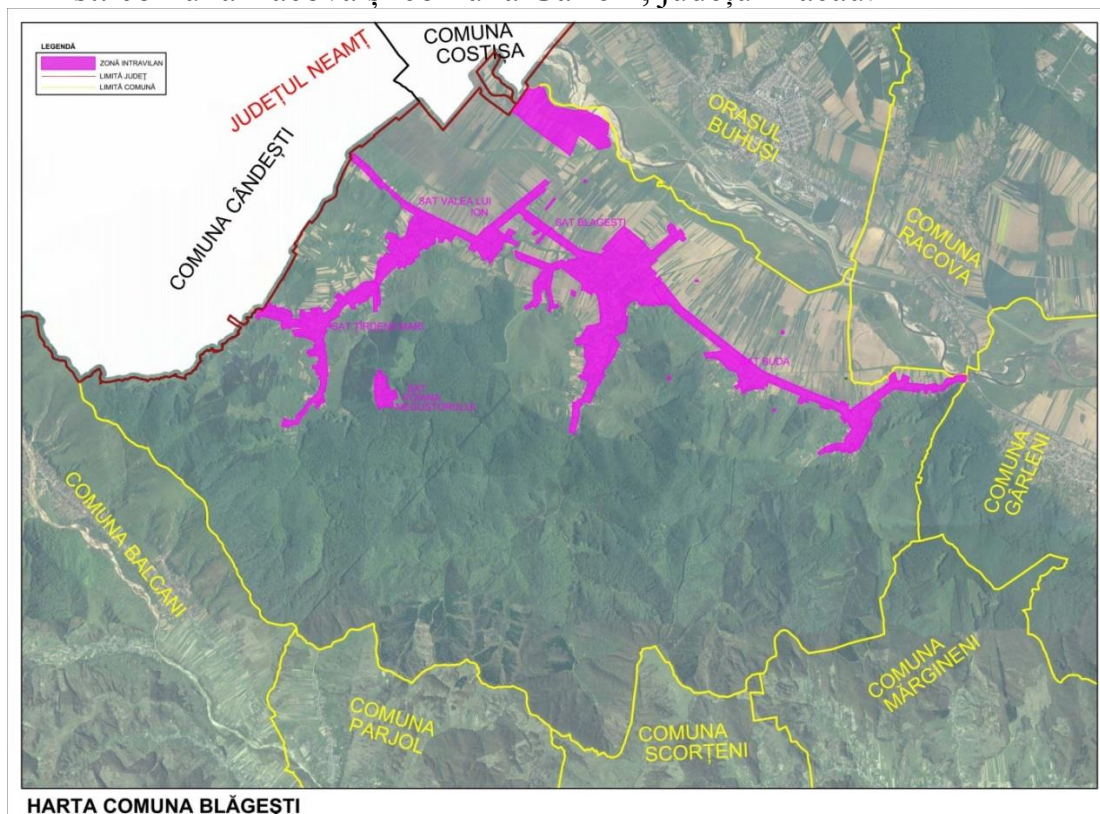 LEGENDĂ
ZONĂ INTRAVILAN
LIMITĂ JUDEȚ
LIMITĂ COMUNĂ
JUDEȚUL NEAMȚ
COMUNA
COSTIȘA
COMUNA CÂNDEȘTI
ORAȘUL
BUHUȘI
COMUNA
RACOVA
SAT VALEA LUI
ION
SAT BLĂGEȘTI
SAT BUDA
SAT
COMUNA
GÂRLENI
COMUNA BALCANI
COMUNA
PARJOL
COMUNA
SCORȚENI
COMUNA
MĂRGINENI
HARTA COMUNA BLĂGEȘTI